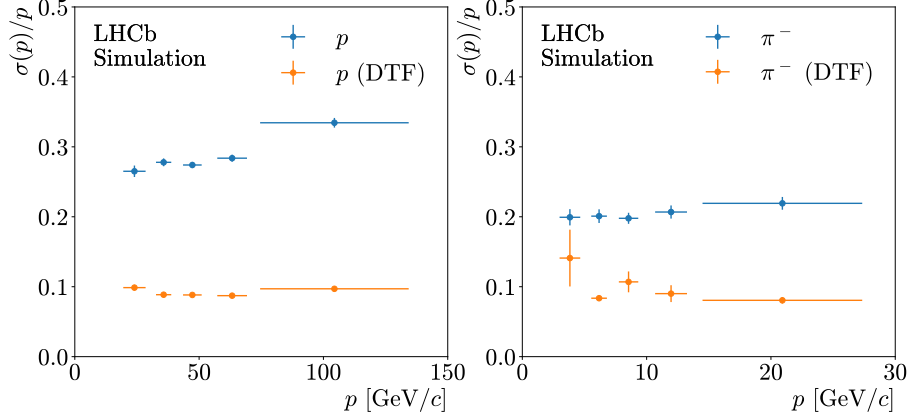 σ(p)/p
0.5
0.4
0.3
0.2
0.1
0.0
LHCb
Simulation
p
p (DTF)
0
50
100
150
p [GeV/c]
σ(p)/p
0.5
0.4
0.3
0.2
0.1
0.0
LHCb
Simulation
π⁻
π⁻ (DTF)
0
10
20
30
p [GeV/c]